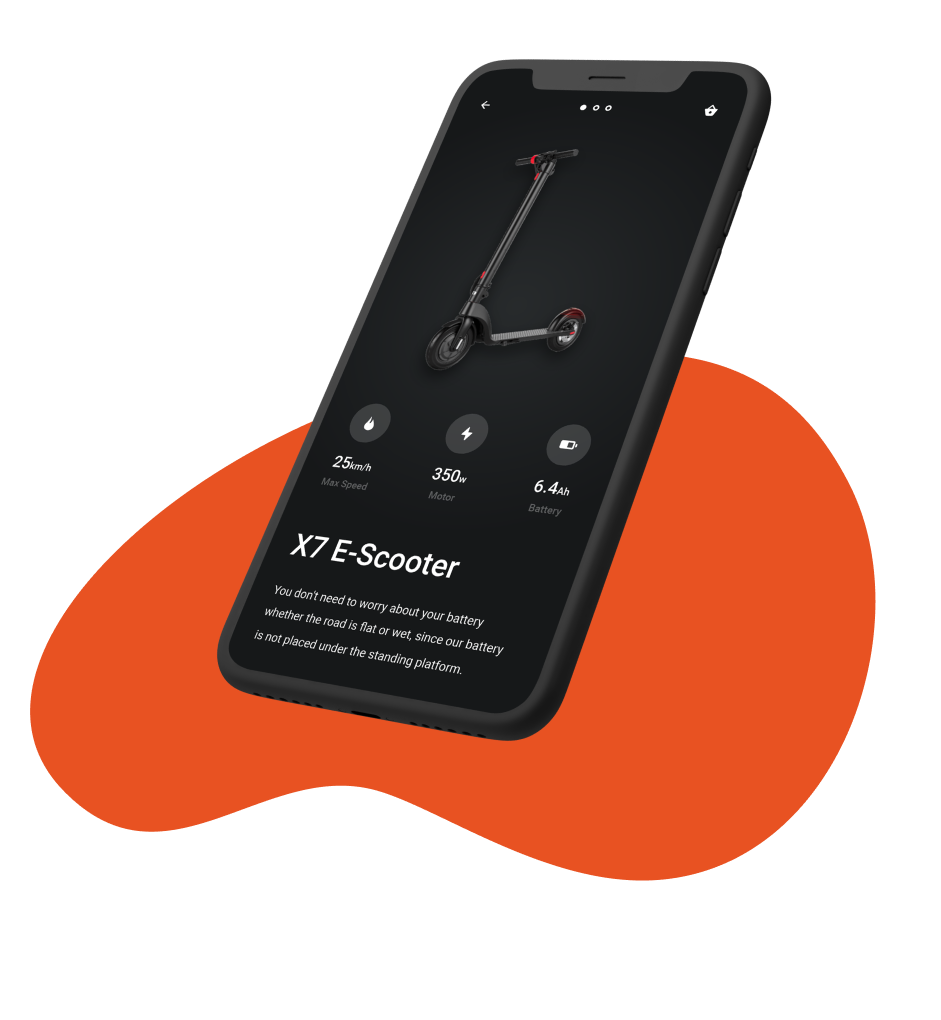 25km/h 350w 6.4Ah
Max Speed Motor Battery
X7 E-Scooter
You don't need to worry about your battery
whether the road is flat or wet, since our battery
is not placed under the standing platform.